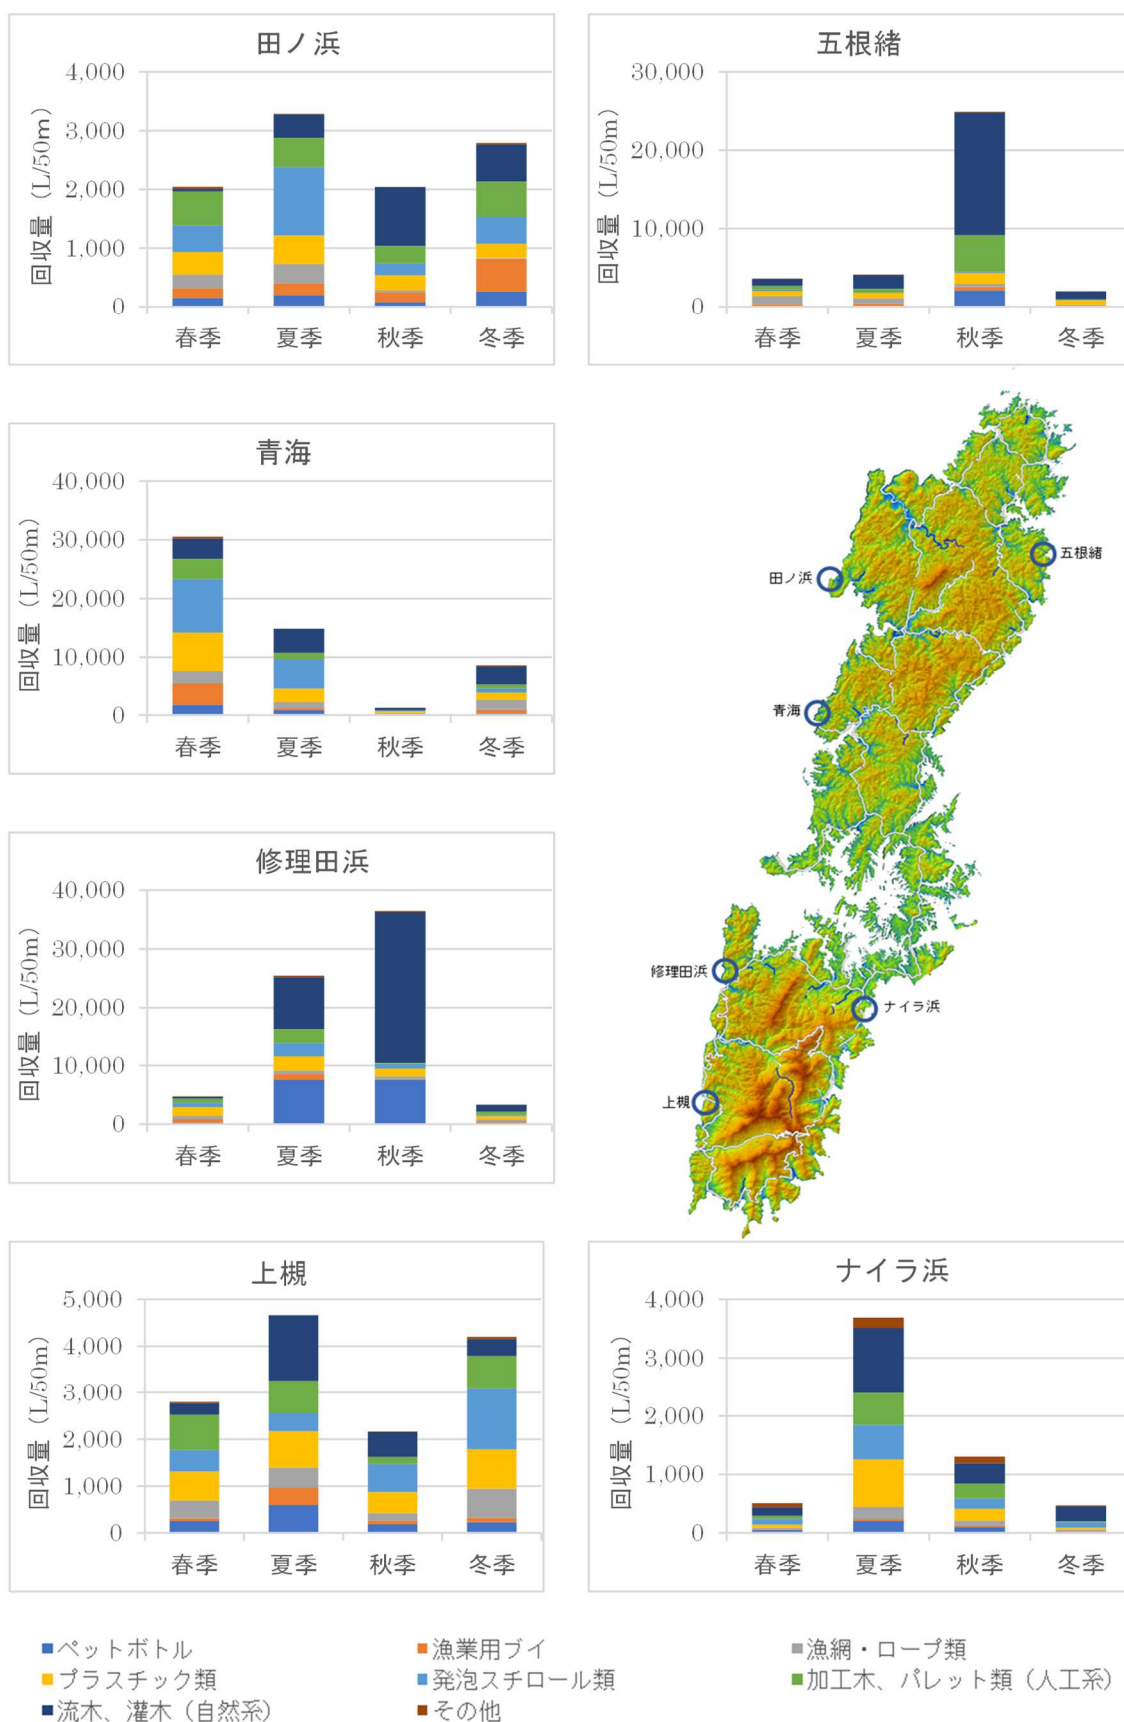 田ノ浜
回収量（L/50m）
4,000
3,000
2,000
1,000
0
春季 夏季 秋季 冬季
五根緒
回収量（L/50m）
30,000
20,000
10,000
0
春季 夏季 秋季 冬季
青海
回収量（L/50m）
40,000
30,000
20,000
10,000
0
春季 夏季 秋季 冬季
修理田浜
回収量（L/50m）
40,000
30,000
20,000
10,000
0
春季 夏季 秋季 冬季
五根緒
田ノ浜
青海
修理田浜
ナイラ浜
上槻
上槻
回収量（L/50m）
5,000
4,000
3,000
2,000
1,000
0
春季 夏季 秋季 冬季
ナイラ浜
回収量（L/50m）
4,000
3,000
2,000
1,000
0
春季 夏季 秋季 冬季
ペットボトル 漁業用ブイ 漁網・ロープ類
プラスチック類 発泡スチロール類 加工木、パレット類（人工系）
流木、灌木（自然系） その他